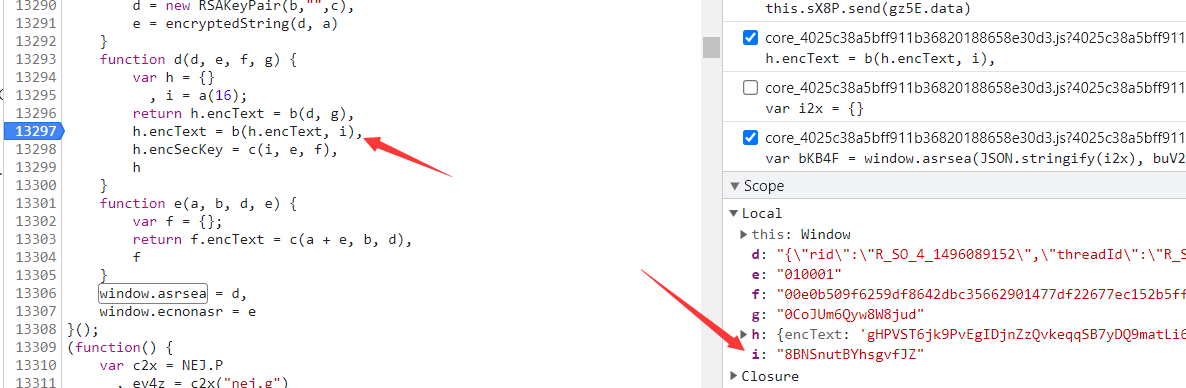 13290 d = new RSAKeyPair(b,"",c),
13291 e = encryptedString(d, a)
13292 }
13293 function d(d, e, f, g) {
13294 var h = {}
13295 , i = a(16);
13296 return h.encText = b(d, g),
13297 h.encText = b(h.encText, i),
13298 h.encSecKey = c(i, e, f),
13299 h
13300 }
13301 function e(a, b, d, e) {
13302 var f = {};
13303 return f.encText = c(a + e, b, d),
13304 f
13305 }
13306 window.asrsea = d,
13307 window.ecnonasr = e
13308 }();
13309 (function() {
13310 var c2x = NEJ.P
13311 , ev4z = c2x("nej.g")
this.sX8P.send(gz5E.data)
core_4025c38a5bff911b36820188658e30d3.js?4025c38a5bff911
h.encText = b(h.encText, i),
core_4025c38a5bff911b36820188658e30d3.js?4025c38a5bff911
var i2x = {}
core_4025c38a5bff911b36820188658e30d3.js?4025c38a5bff911
var bKB4F = window.asrsea(JSON.stringify(i2x), buV2
Scope
Local
this: Window
d: "{\"rid\":\"R_SO_4_1496089152\",\"threadId\":\"R_S
e: "010001"
f: "00e0b509f6259df8642dbc35662901477df22677ec152b5ff
g: "0CoJUm6Qyw8W8jud"
h: {encText: 'gHPVST6jk9PvEgIDjnZzQvkeqqSB7yDQ9matLi6
i: "8BNSnutBYhsgvfJZ"
Closure